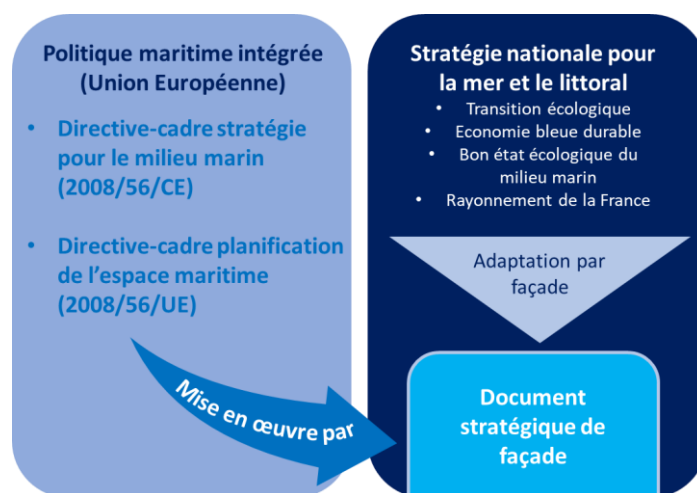 Politique maritime intégrée
(Union Européenne)
• Directive-cadre stratégie
pour le milieu marin
(2008/56/CE)
• Directive-cadre planification
de l'espace maritime
(2008/56/UE)
Mise en œuvre par
Stratégie nationale pour
la mer et le littoral
• Transition écologique
• Economie bleue durable
• Bon état écologique du
milieu marin
• Rayonnement de la France
Adaptation par
façade
Document
stratégique de
façade